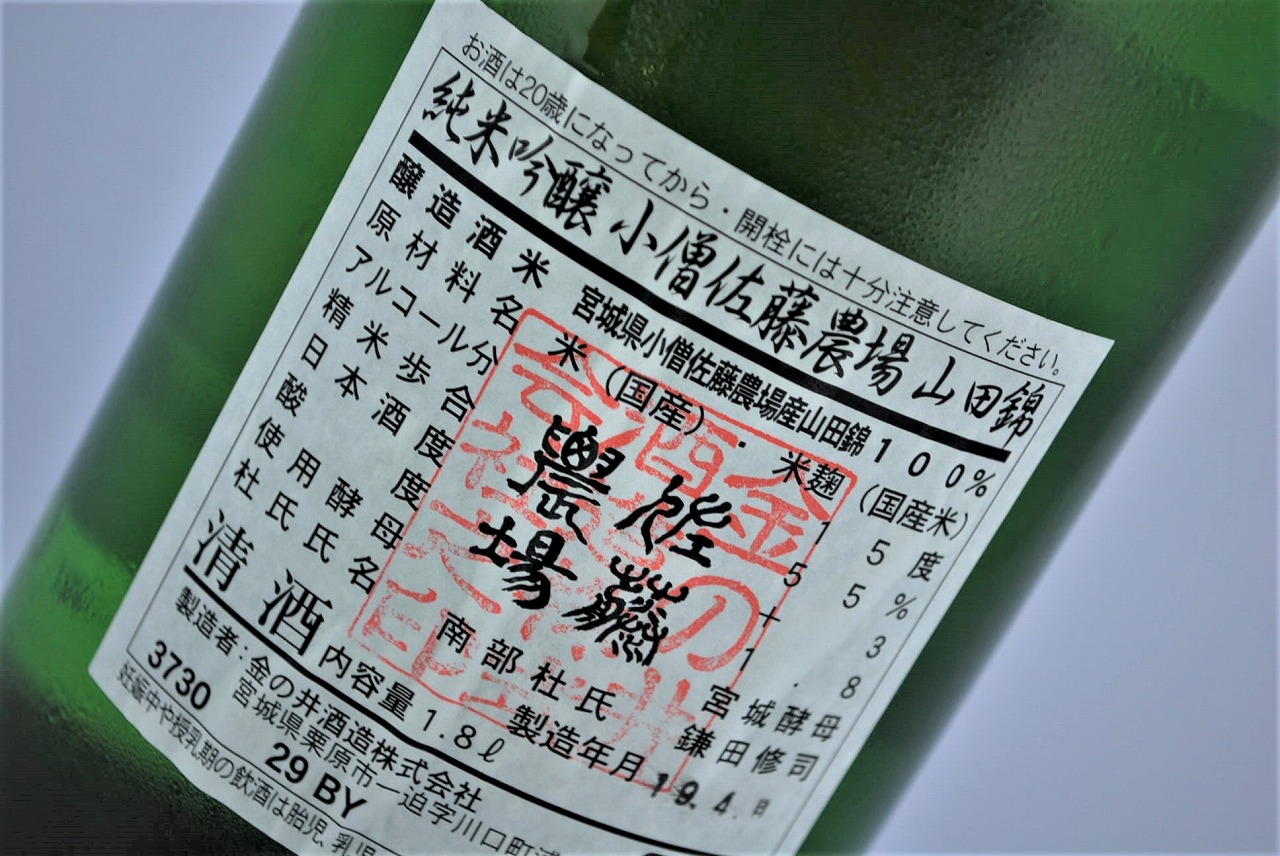 お酒は20歳になってから・開栓には十分注意してください。
純米吟醸 小僧佐藤農場 山田錦
醸造酒米 宮城県小僧佐藤農場産山田錦100%
原材料名 米(国産)・米麹(国産米)
アルコール分 15度
精米歩合 55%
日本酒度 +3
酸度 1.8
使用酵母 宮城酵母
杜氏氏名 南部杜氏 鎌田修司
佐藤
農場
清酒 内容量1.8ℓ 製造年月19.4.
製造者:金の井酒造株式会社
3730 宮城県栗原市一迫字川口町
29 BY
妊娠中や授乳期の飲酒は胎児、乳児